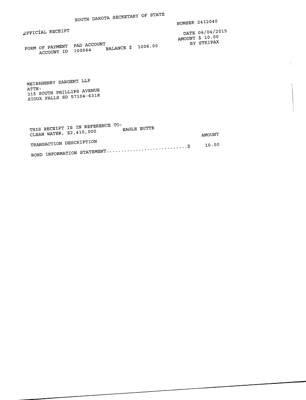 SOUTH DAKOTA SECRETARY OF STATE
NUMBER 2412040
OFFICIAL RECEIPT
DATE 04/04/2015
AMOUNT $ 10.00
BY STRIPAX
FORM OF PAYMENT PAD ACCOUNT
ACCOUNT ID 100064 BALANCE $ 1006.00
MEIERHENRY SARGENT LLP
ATTN:
315 SOUTH PHILLIPS AVENUE
SIOUX FALLS SD 57104-6318
THIS RECEIPT IS IN REFERENCE TO:
CLEAN WATER, $2,410,000 EAGLE BUTTE
AMOUNT
TRANSACTION DESCRIPTION
BOND INFORMATION STATEMENT............................$ 10.00